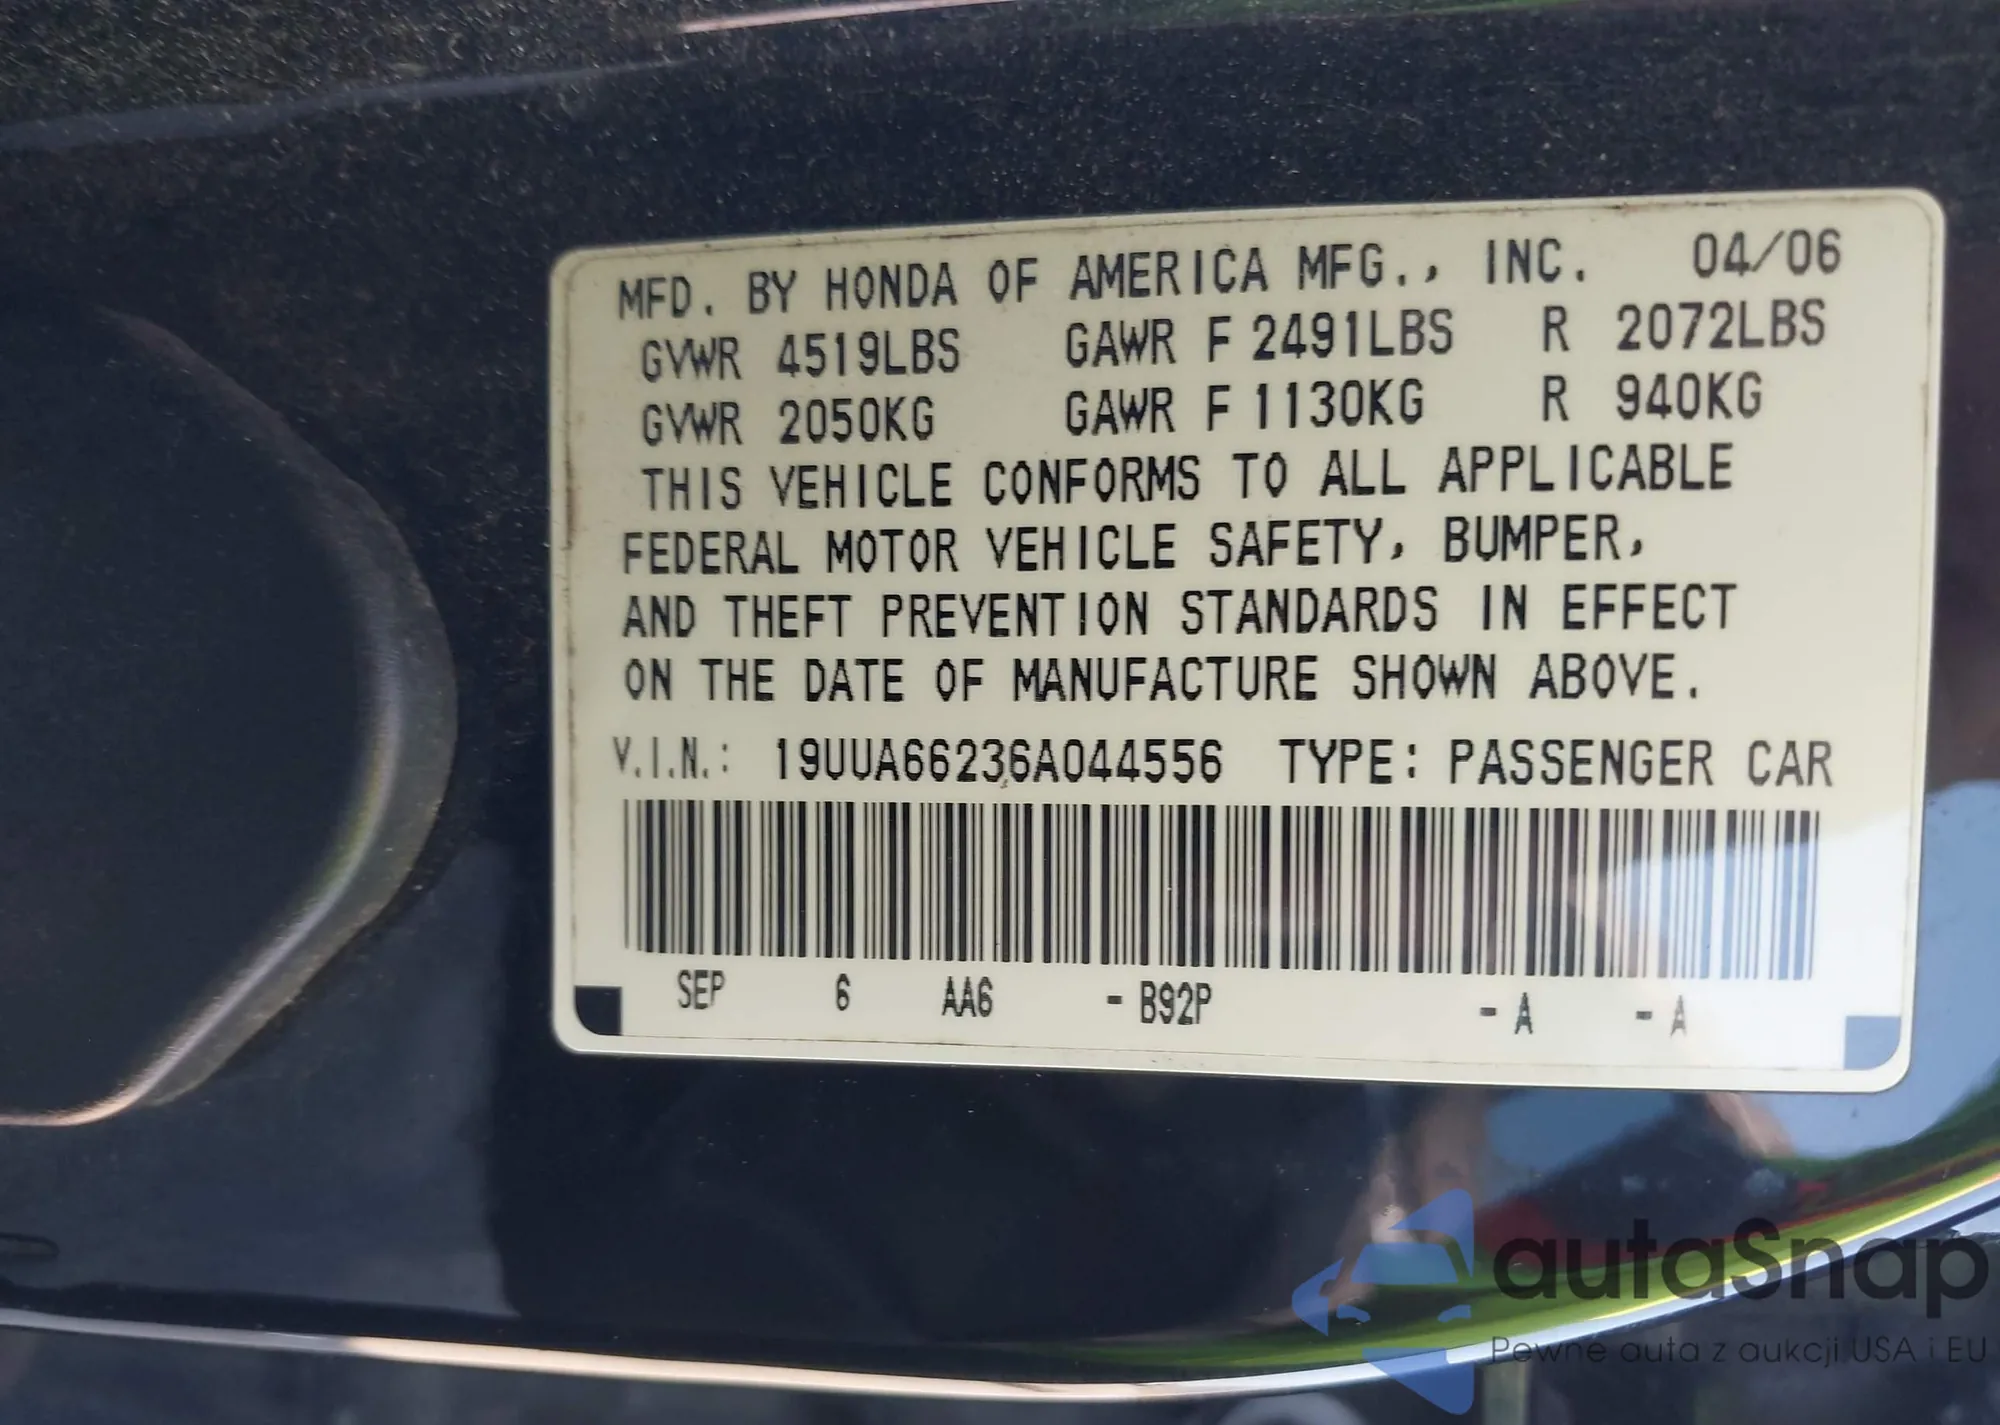 MFD. BY HONDA OF AMERICA MFG., INC. 04/06
GVWR 4519LBS GAWR F 2491LBS R 2072LBS
GVWR 2050KG GAWR F 1130KG R 940KG
THIS VEHICLE CONFORMS TO ALL APPLICABLE
FEDERAL MOTOR VEHICLE SAFETY, BUMPER,
AND THEFT PREVENTION STANDARDS IN EFFECT
ON THE DATE OF MANUFACTURE SHOWN ABOVE.
V.I.N.: 19UUA66236A044556 TYPE: PASSENGER CAR
SEP 6 AA6 - B92P - A - A
autaSnap
Pewne auta z aukcji USA i EU